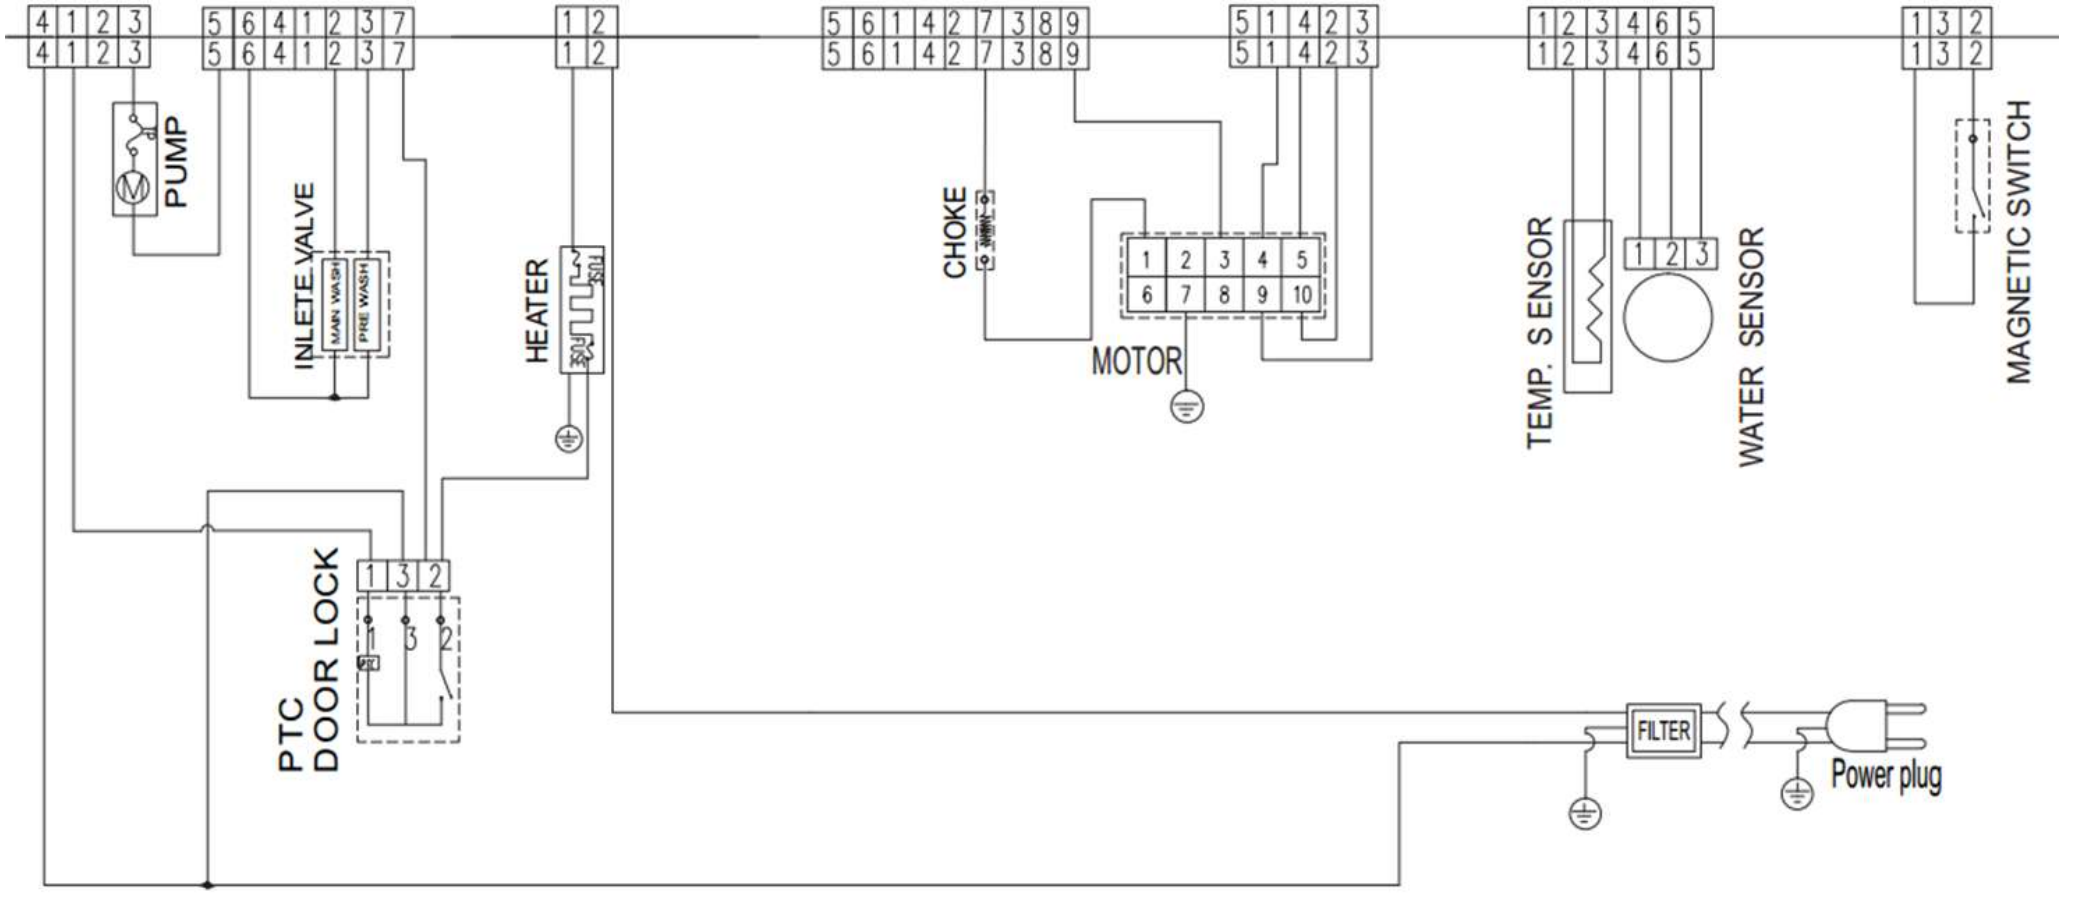 4 1 2 3 5 6 4 1 2 3 7 1 2 5 6 1 4 2 7 3 8 9 5 1 4 2 3 1 2 3 4 6 5 1 3 2
4 1 2 3 5 6 4 1 2 3 7 1 2 5 6 1 4 2 7 3 8 9 5 1 4 2 3 1 2 3 4 6 5 1 3 2
M
PUMP
INLETE VALVE
MAIN WASH
PRE WASH
HEATER
FUSE
FUSE
CHOKE
1 2 3 4 5
6 7 8 9 10
MOTOR
TEMP. S ENSOR
1 2 3
WATER SENSOR
MAGNETIC SWITCH
1 3 2
1 3 2
PTC
PTC
DOOR LOCK
FILTER
Power plug